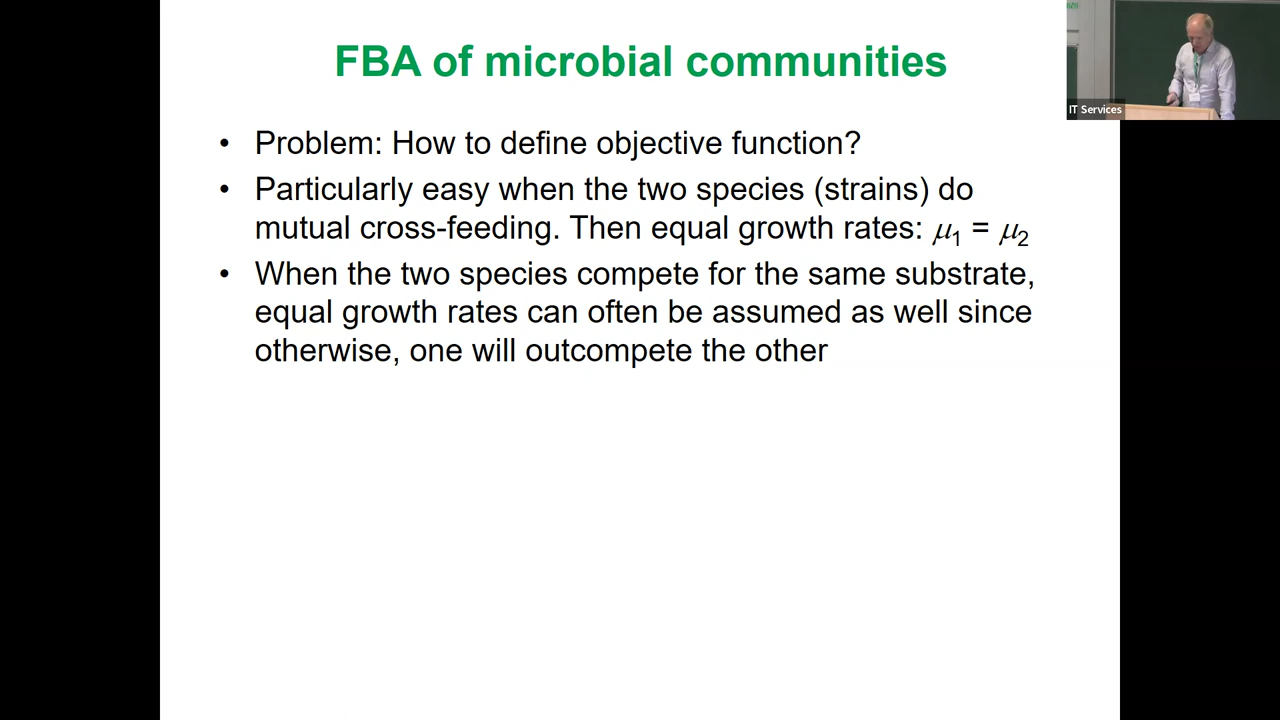 FBA of microbial communities
• Problem: How to define objective function?
• Particularly easy when the two species (strains) do
mutual cross-feeding. Then equal growth rates: μ1 = μ2
• When the two species compete for the same substrate,
equal growth rates can often be assumed as well since
otherwise, one will outcompete the other
IT Services